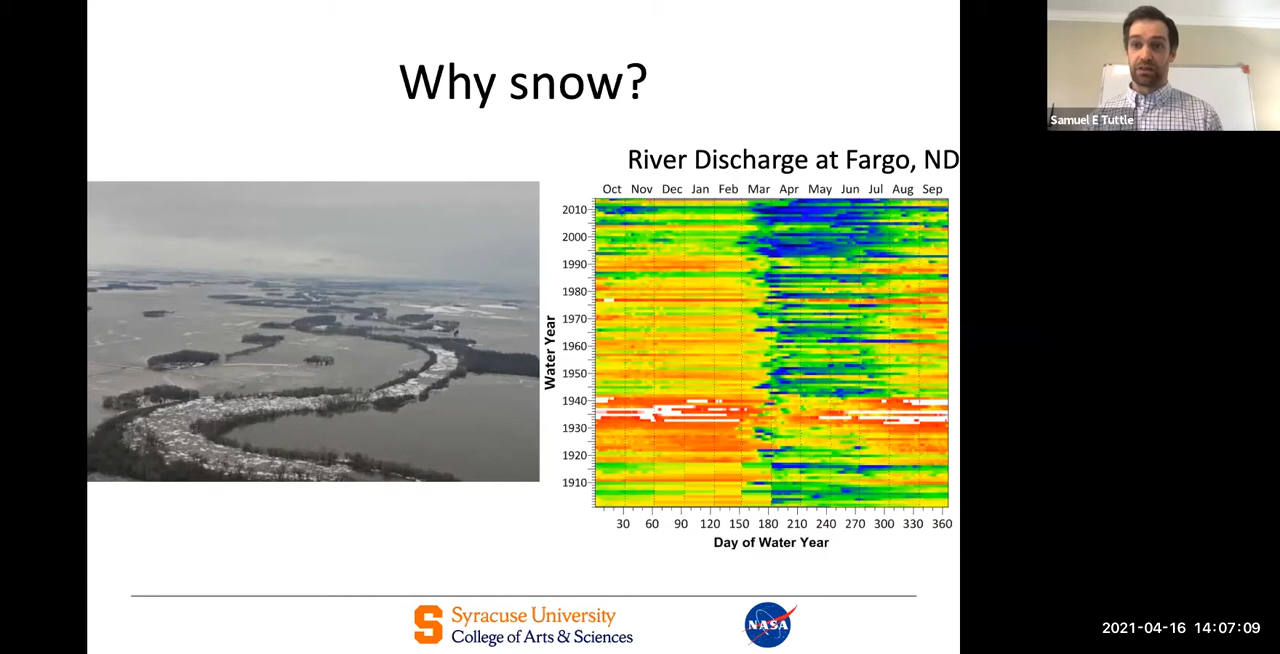 Why snow?
River Discharge at Fargo, ND
Oct Nov Dec Jan Feb Mar Apr May Jun Jul Aug Sep
2010
2000
1990
1980
1970
1960
1950
1940
1930
1920
1910
Water Year
30 60 90 120 150 180 210 240 270 300 330 360
Day of Water Year
S Syracuse University
College of Arts & Sciences
NASA
Samuel E Tuttle
2021-04-16 14:07:09